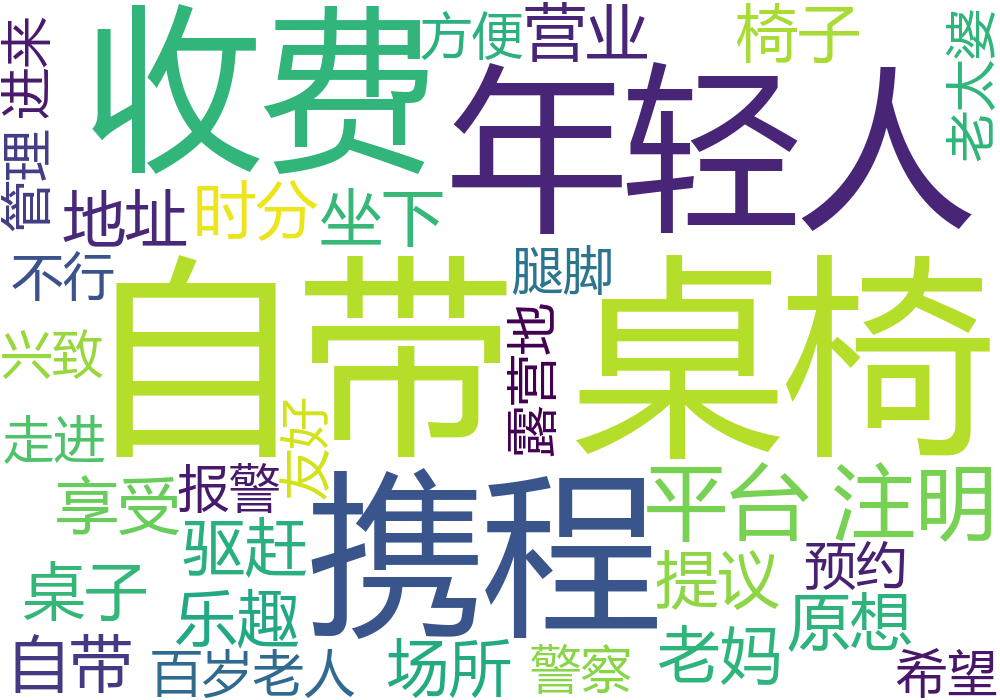 收费
方便
营业
椅子
老太婆
进来
年轻人
管理
地址
时分
坐下
不行
腿脚
自带
桌椅
兴致
露营地
友好
走进
报警
享受
携程
平台
注明
驱赶
预约
桌子
提议
乐趣
原想
自带
百岁老人
场所
警察
老妈
希望